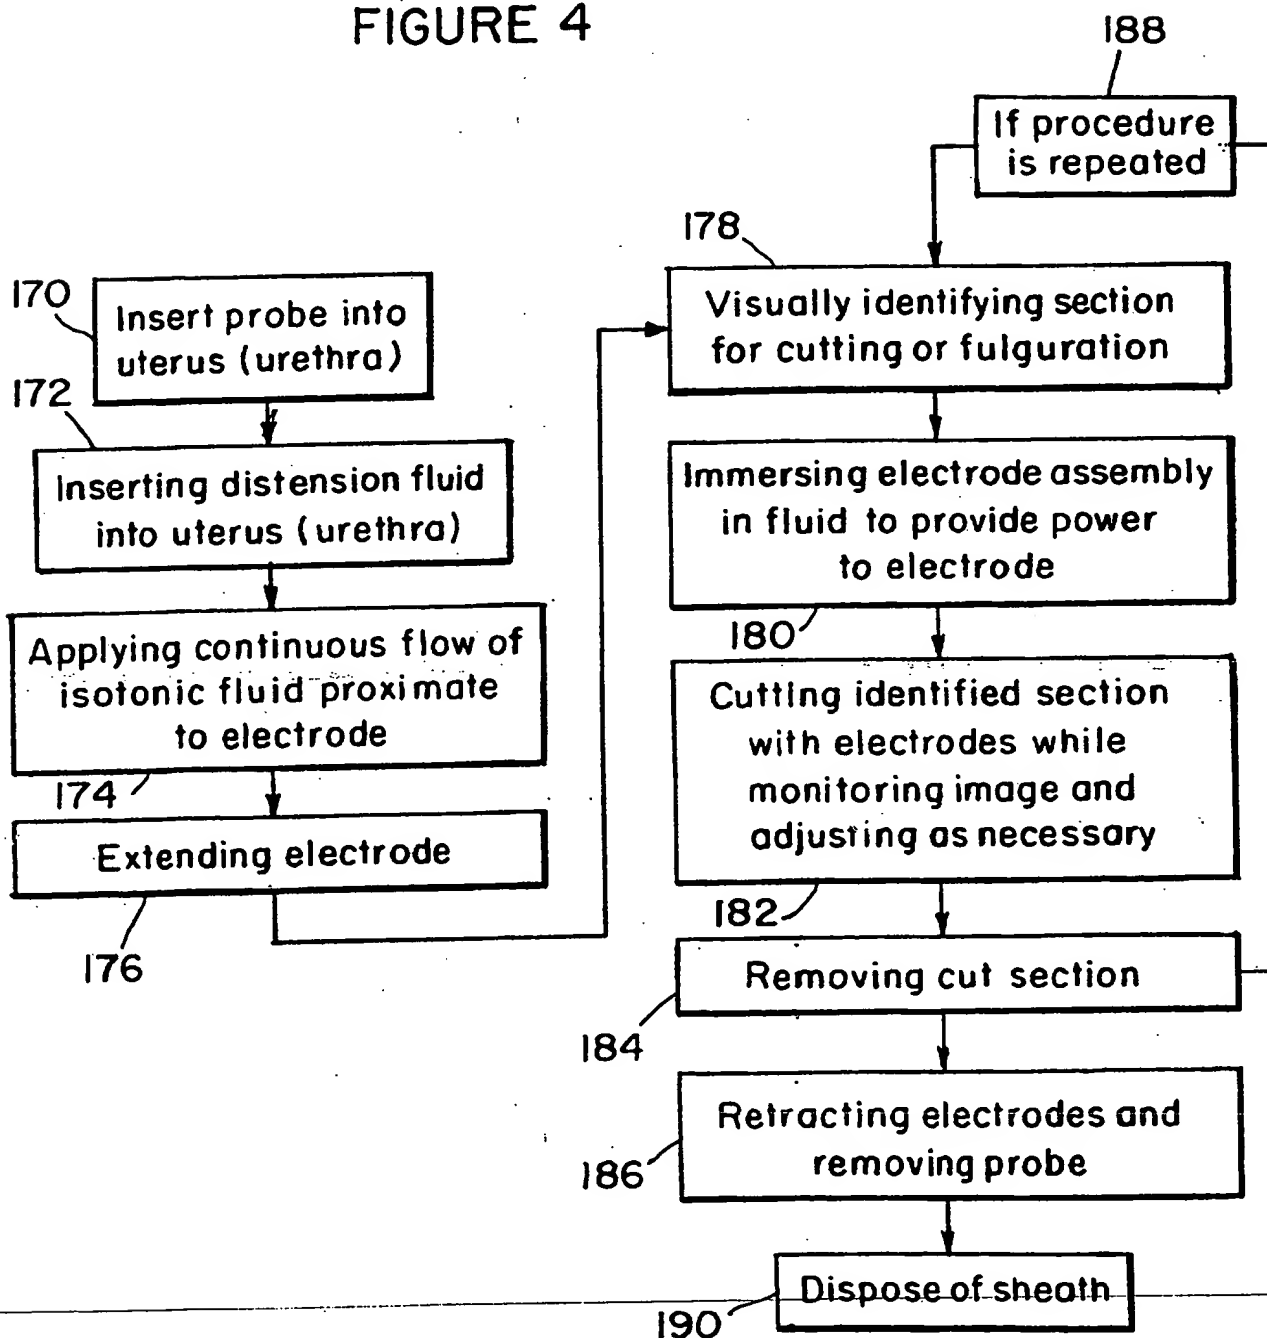 FIGURE 4
170
Insert probe into
uterus (urethra)
172
Inserting distension fluid
into uterus (urethra)
Applying continuous flow of
isotonic fluid proximate
to electrode
174
Extending electrode
176
188
If procedure
is repeated
178
Visually identifying section
for cutting or fulguration
Immersing electrode assembly
in fluid to provide power
to electrode
180
Cutting identified section
with electrodes while
monitoring image and
adjusting as necessary
182
Removing cut section
184
Retracting electrodes and
removing probe
186
Dispose of sheath
190